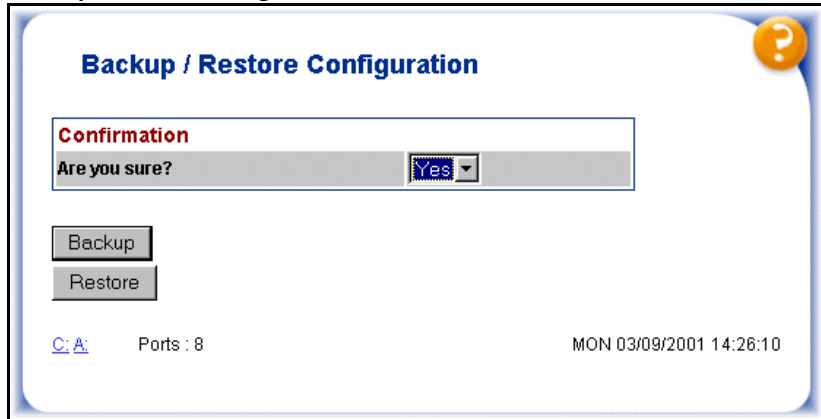 Backup / Restore Configuration
?
Confirmation
Are you sure? Yes
Backup
Restore
C: A: Ports : 8 MON 03/09/2001 14:26:10